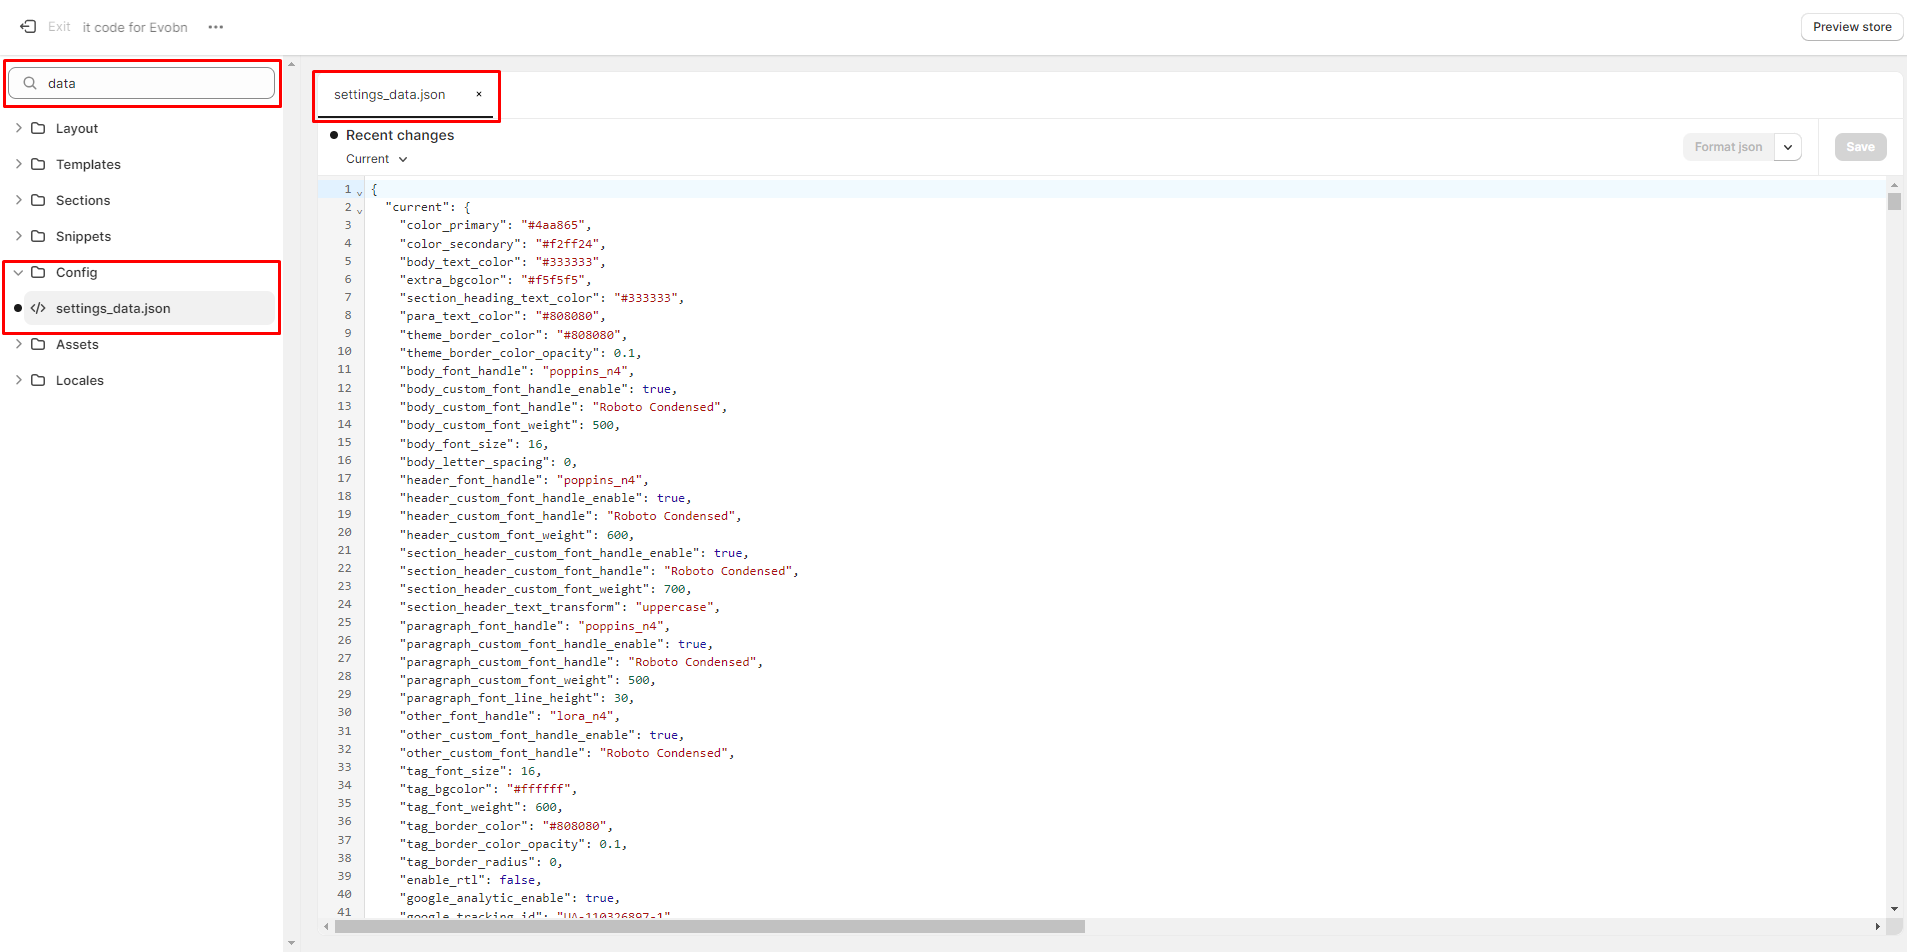 Exit it code for Evobn ...
Preview store
data
Layout
Templates
Sections
Snippets
Config
settings_data.json
Assets
Locales
settings_data.json ×
Recent changes
Current
Format json
Save
1 {
2 "current": {
3 "color_primary": "#4aa865",
4 "color_secondary": "#f2ff24",
5 "body_text_color": "#333333",
6 "extra_bgcolor": "#f5f5f5",
7 "section_heading_text_color": "#333333",
8 "para_text_color": "#808080",
9 "theme_border_color": "#808080",
10 "theme_border_color_opacity": 0.1,
11 "body_font_handle": "poppins_n4",
12 "body_custom_font_handle_enable": true,
13 "body_custom_font_handle": "Roboto Condensed",
14 "body_custom_font_weight": 500,
15 "body_font_size": 16,
16 "body_letter_spacing": 0,
17 "header_font_handle": "poppins_n4",
18 "header_custom_font_handle_enable": true,
19 "header_custom_font_handle": "Roboto Condensed",
20 "header_custom_font_weight": 600,
21 "section_header_custom_font_handle_enable": true,
22 "section_header_custom_font_handle": "Roboto Condensed",
23 "section_header_custom_font_weight": 700,
24 "section_header_text_transform": "uppercase",
25 "paragraph_font_handle": "poppins_n4",
26 "paragraph_custom_font_handle_enable": true,
27 "paragraph_custom_font_handle": "Roboto Condensed",
28 "paragraph_custom_font_weight": 500,
29 "paragraph_font_line_height": 30,
30 "other_font_handle": "lora_n4",
31 "other_custom_font_handle_enable": true,
32 "other_custom_font_handle": "Roboto Condensed",
33 "tag_font_size": 16,
34 "tag_bgcolor": "#ffffff",
35 "tag_font_weight": 600,
36 "tag_border_color": "#808080",
37 "tag_border_color_opacity": 0.1,
38 "tag_border_radius": 0,
39 "enable_rtl": false,
40 "google_analytic_enable": true,
41 "google_tracking_id": "UA-110326897-1"